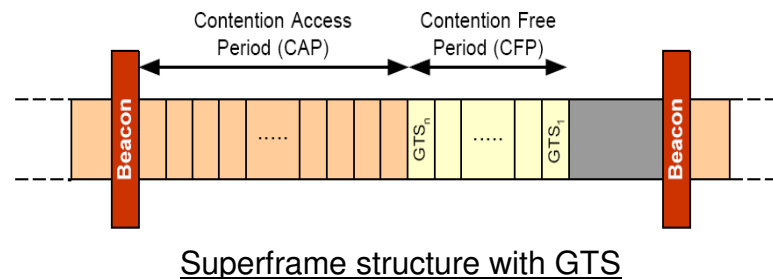 Contention Access
Period (CAP)
Contention Free
Period (CFP)
Beacon
.....
GTSn
.....
GTS1
Beacon
Superframe structure with GTS